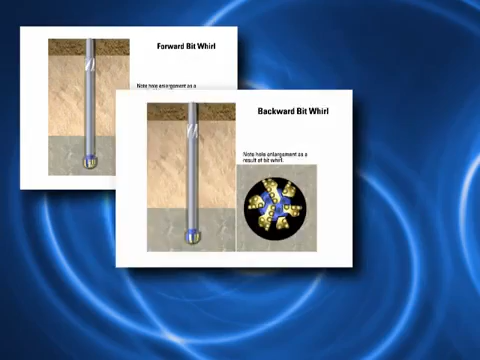 Forward Bit Whirl
Note hole enlargement as a
Backward Bit Whirl
Note hole enlargement as a
result of bit whirl.